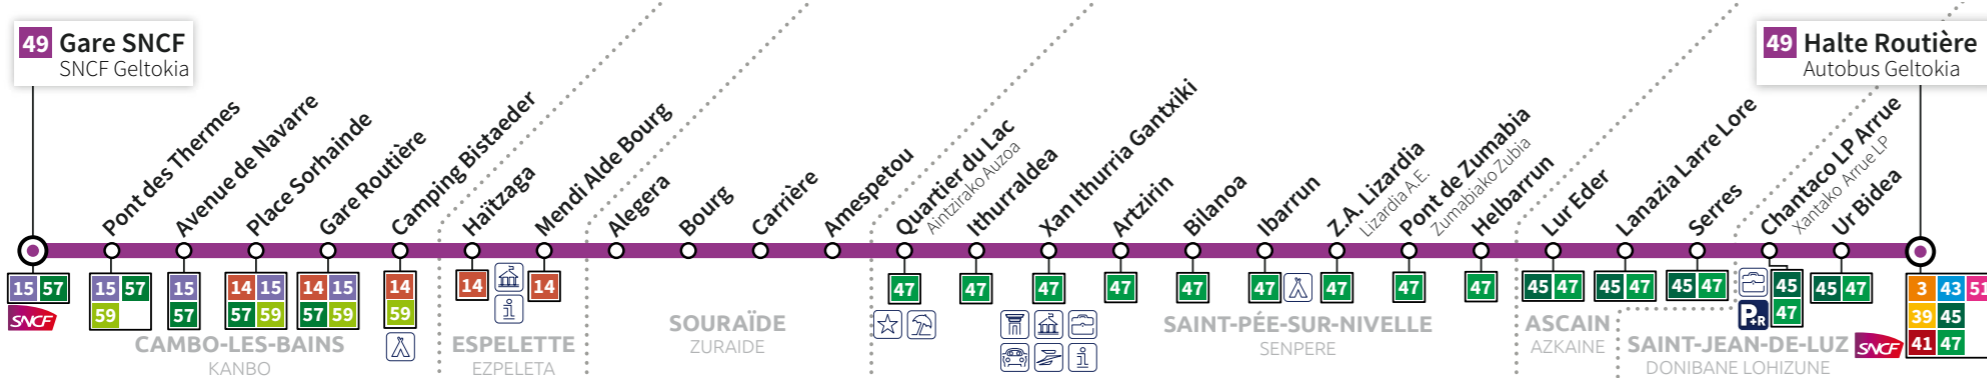 49 Gare SNCF
SNCF Geltokia
49 Halte Routière
Autobus Geltokia
Pont des Thermes
Avenue de Navarre
Place Sorhainde
Gare Routière
Camping Bistaeder
Haïtzaga
Mendi Alde Bourg
Alegera
Bourg
Carrière
Amespetou
Quartier du Lac
Aintzirako Auzoa
Ithurraldea
Xan Ithurria Gantxiki
Artzirin
Bilanoa
Ibarrun
Z.A. Lizardia
Lizardia A.E.
Pont de Zumabia
Zumabiako Zubia
Helbarrun
Lur Eder
Lanazia Larre Lore
Serres
Chantaco LP Arrue
Xantako Arrue LP
Ur Bidea
15 57
SNCF
15 57
59
15
57
14 15
57 59
14 15
57 59
14
59
14
i
14
47
47
47
i
47
47
47
47
47
47
45 47
45 47
45 47
45
47
P+R
45 47
3 43 51
39 45
41 47
SNCF
CAMBO-LES-BAINS
KANBO
ESPELETTE
EZPELETA
SOURAÏDE
ZURAIDE
SAINT-PÉE-SUR-NIVELLE
SENPERE
ASCAIN
AZKAINE
SAINT-JEAN-DE-LUZ
DONIBANE LOHIZUNE